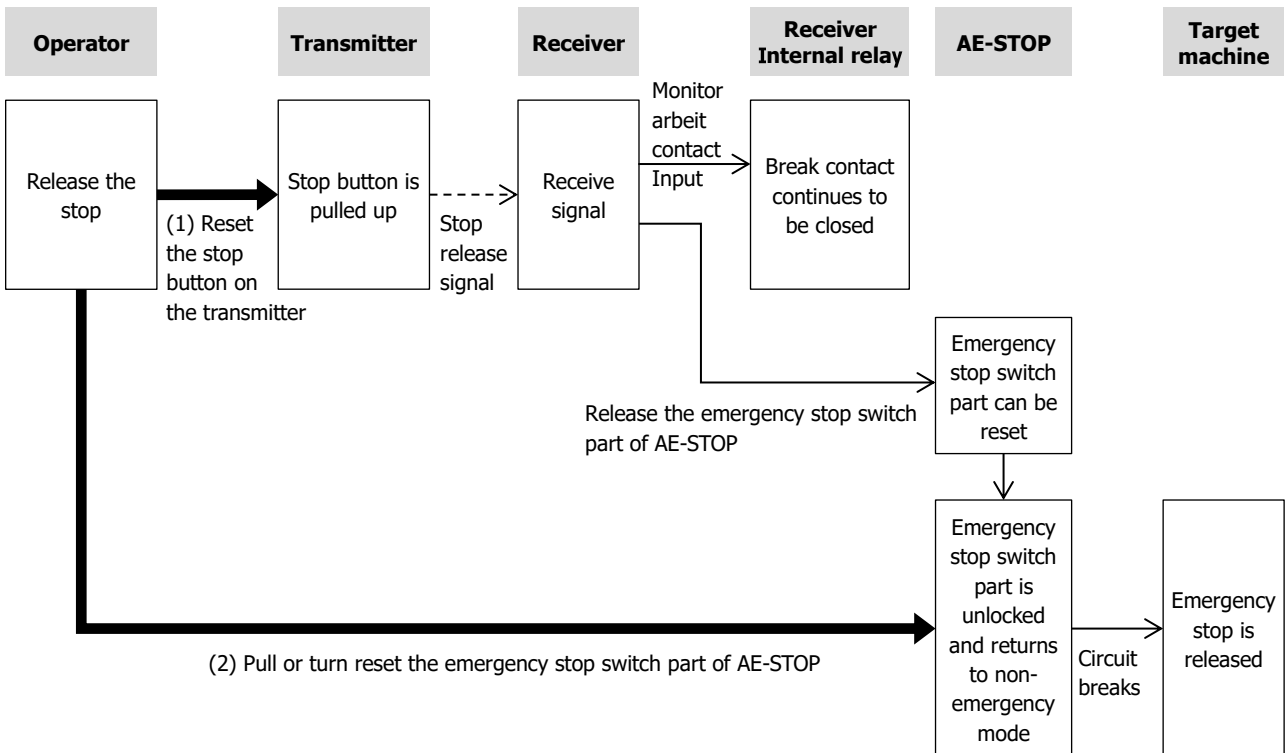 Operator
Transmitter
Receiver
Receiver
Internal relay
AE-STOP
Target
machine
Release the
stop
(1) Reset
the stop
button on
the transmitter
Stop button is
pulled up
Stop
release
signal
Receive
signal
Monitor
arbeit
contact
Input
Break contact
continues to
be closed
Release the emergency stop switch
part of AE-STOP
Emergency
stop switch
part can be
reset
(2) Pull or turn reset the emergency stop switch part of AE-STOP
Emergency
stop switch
part is
unlocked
and returns
to non-
emergency
mode
Circuit
breaks
Emergency
stop is
released